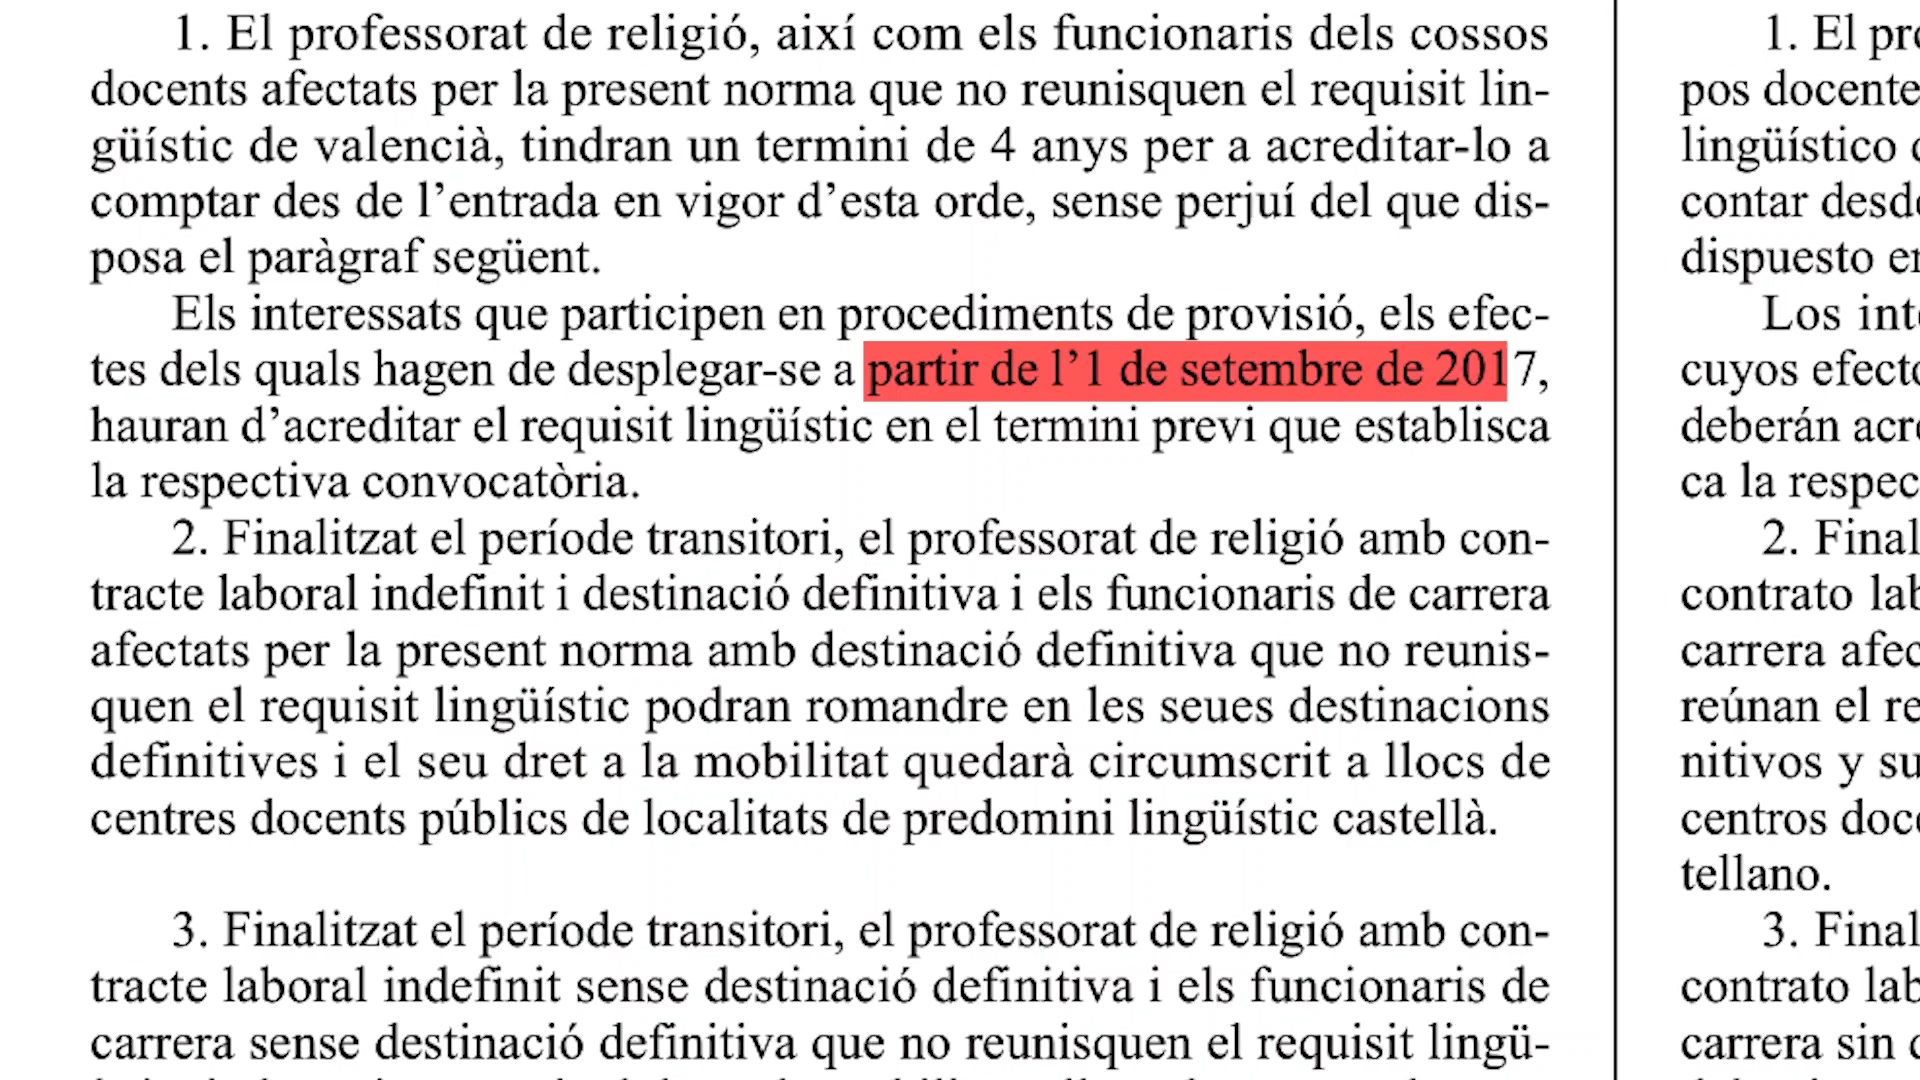 1. El professorat de religió, així com els funcionaris dels cossos
docents afectats per la present norma que no reunisquen el requisit lin-
güístic de valencià, tindran un termini de 4 anys per a acreditar-lo a
comptar des de l’entrada en vigor d’esta orde, sense perjuí del que dis-
posa el paràgraf següent.
Els interessats que participen en procediments de provisió, els efec-
tes dels quals hagen de desplegar-se a partir de l’1 de setembre de 2017,
hauran d’acreditar el requisit lingüístic en el termini previ que establisca
la respectiva convocatòria.
2. Finalitzat el període transitori, el professorat de religió amb con-
tracte laboral indefinit i destinació definitiva i els funcionaris de carrera
afectats per la present norma amb destinació definitiva que no reunis-
quen el requisit lingüístic podran romandre en les seues destinacions
definitives i el seu dret a la mobilitat quedarà circumscrit a llocs de
centres docents públics de localitats de predomini lingüístic castellà.
3. Finalitzat el període transitori, el professorat de religió amb con-
tracte laboral indefinit sense destinació definitiva i els funcionaris de
carrera sense destinació definitiva que no reunisquen el requisit lingü-
1. El pro
pos docente
lingüístico
contar desd
dispuesto
Los int
cuyos efect
deberán acr
ca la respec
2. Final
contrato lab
carrera afec
reúnan el re
nitivos y su
centros doc
tellano.
3. Final
contrato lab
carrera sin